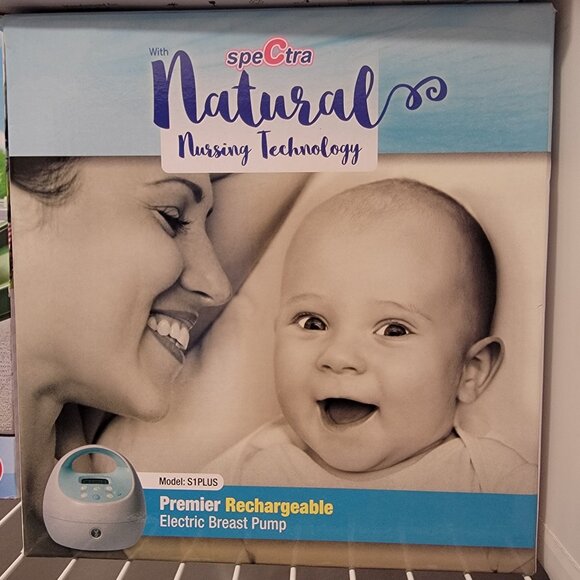 With
speCtra
Natural
Nursing Technology
Model: S1PLUS
Premier Rechargeable
Electric Breast Pump